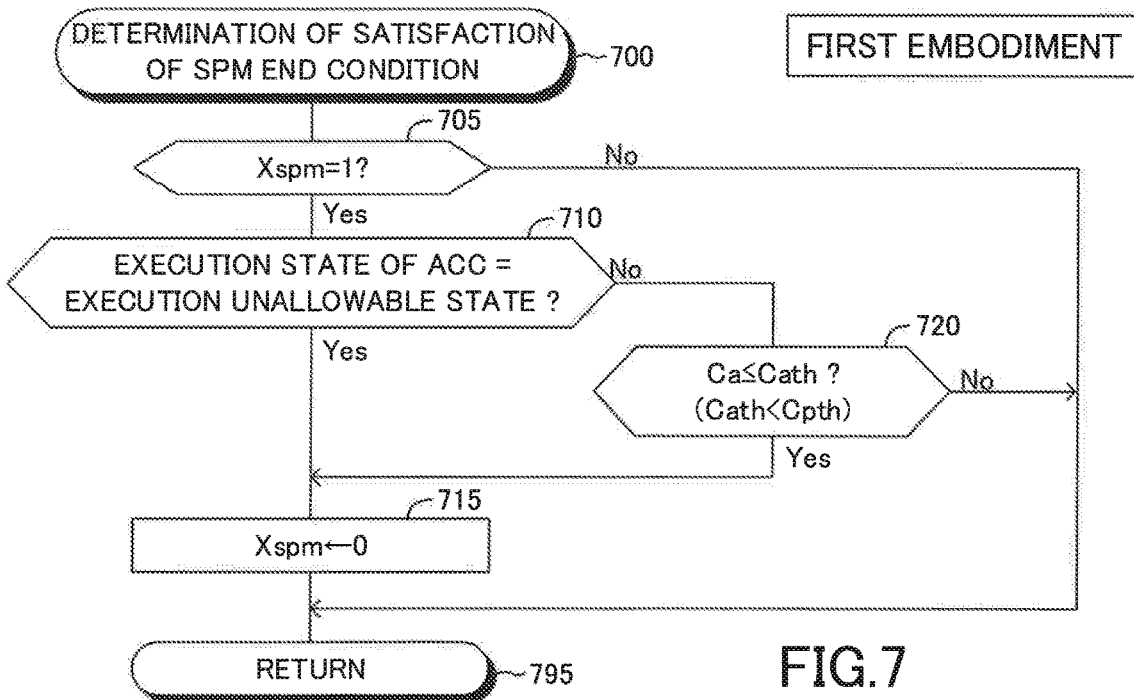 DETERMINATION OF SATISFACTION
OF SPM END CONDITION
700
FIRST EMBODIMENT
705
Xspm=1?
No
Yes
710
EXECUTION STATE OF ACC =
EXECUTION UNALLOWABLE STATE ?
No
Yes
720
Ca≤Cath ?
(Cath<Cpth)
No
Yes
715
Xspm←0
RETURN
795
FIG.7